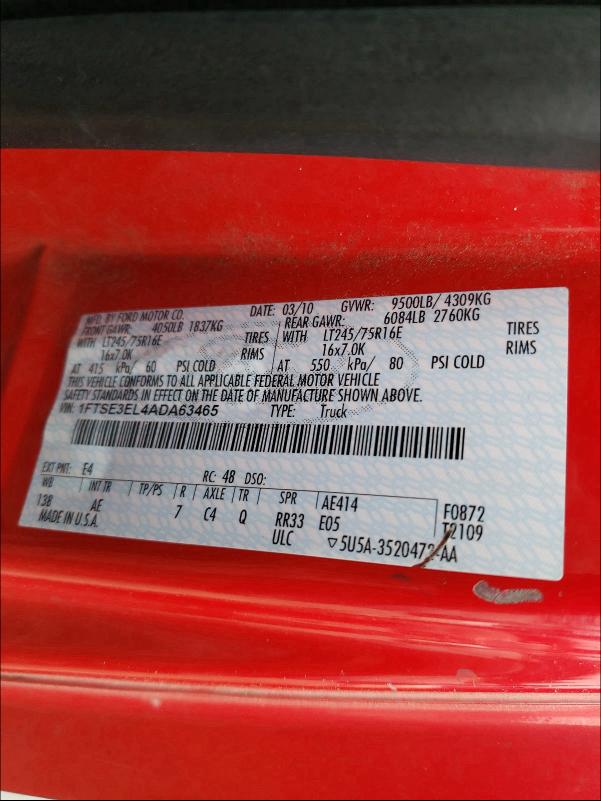 MFD. BY FORD MOTOR CO.
DATE: 03/10 GVWR: 9500LB/ 4309KG
FRONT GAWR: 4050LB 1837KG
REAR GAWR: 6084LB 2760KG
WITH LT245/75R16E TIRES
WITH LT245/75R16E TIRES
16x7.0K RIMS
16x7.0K RIMS
AT 415 kPa/ 60 PSI COLD
AT 550 kPa/ 80 PSI COLD
THIS VEHICLE CONFORMS TO ALL APPLICABLE FEDERAL MOTOR VEHICLE
SAFETY STANDARDS IN EFFECT ON THE DATE OF MANUFACTURE SHOWN ABOVE.
VIN: 1FTSE3EL4ADA63465 TYPE: Truck
EXT PNT: E4 RC: 48 DSO:
WB INT TR TP/PS R AXLE TR SPR AE414 F0872
138 AE 7 C4 Q RR33 E05 T2109
MADE IN U.S.A. ULC ▽5U5A-3520472-AA